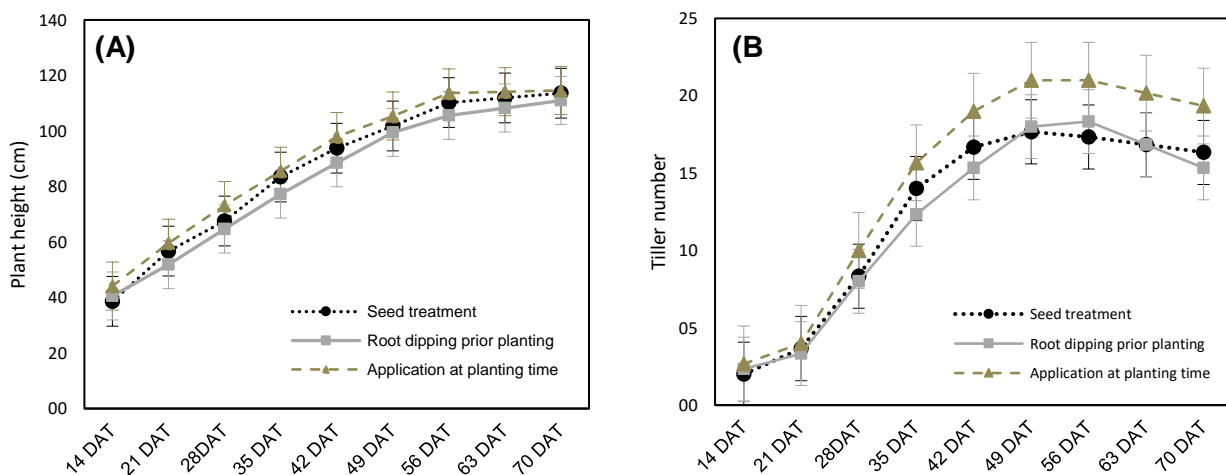 (A)
Plant height (cm)
140
120
100
80
60
40
20
00
Seed treatment
Root dipping prior planting
Application at planting time
14 DAT
21 DAT
28DAT
35 DAT
42 DAT
49 DAT
56 DAT
63 DAT
70 DAT
(B
Tiller number
25
20
15
10
05
00
Seed treatment
Root dipping prior planting
Application at planting time
14 DAT
21 DAT
28 DAT
35 DAT
42 DAT
49 DAT
56 DAT
63 DAT
70 DAT